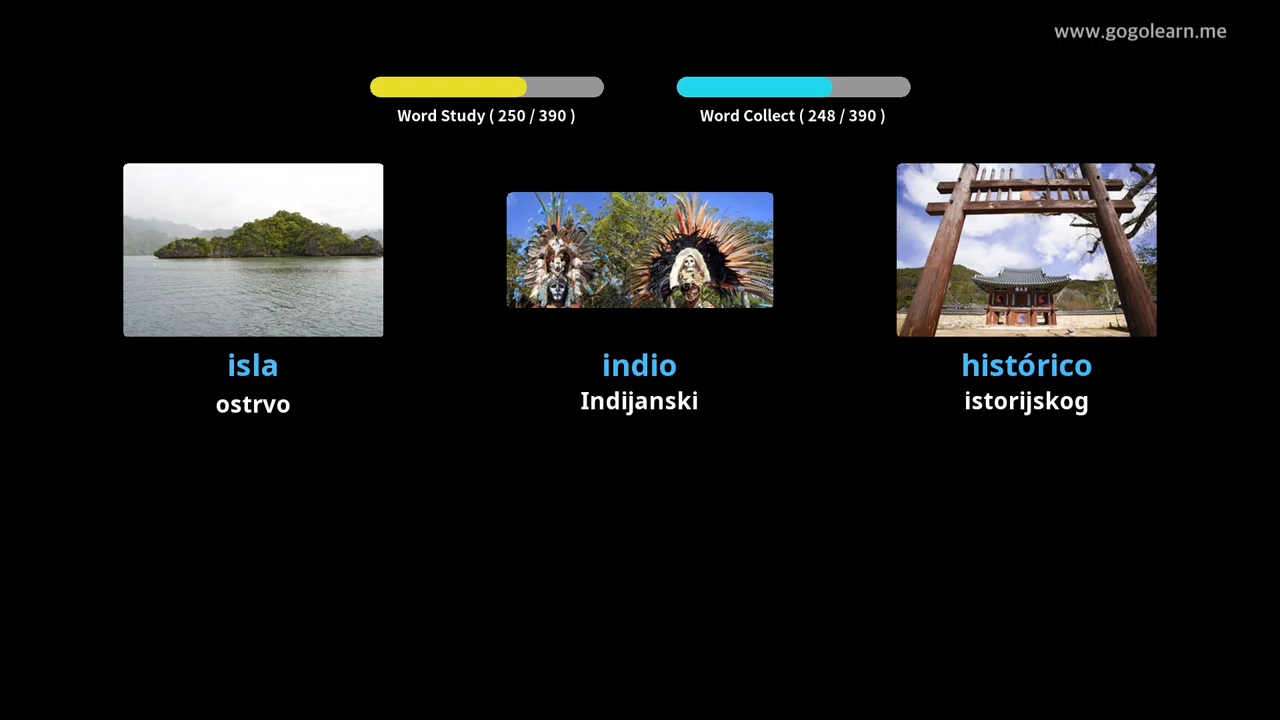 www.gogolearn.me
Word Study ( 250 / 390 )
Word Collect ( 248 / 390 )
isla
ostrvo
indio
Indijanski
histórico
istorijskog